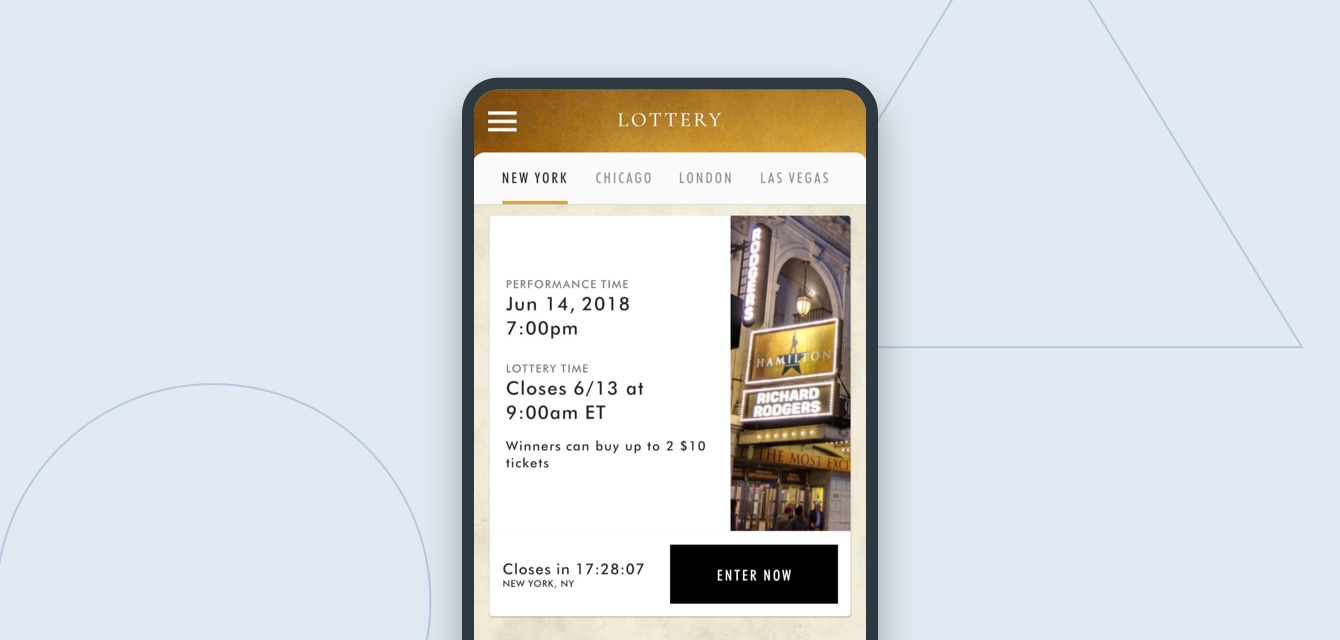 LOTTERY
NEW YORK CHICAGO LONDON LAS VEGAS
PERFORMANCE TIME
Jun 14, 2018
7:00pm
LOTTERY TIME
Closes 6/13 at
9:00am ET
Winners can buy up to 2 $10
tickets
RODGERS
HAMILTON
RICHARD
RODGERS
THE MOST
Closes in 17:28:07
NEW YORK, NY
ENTER NOW